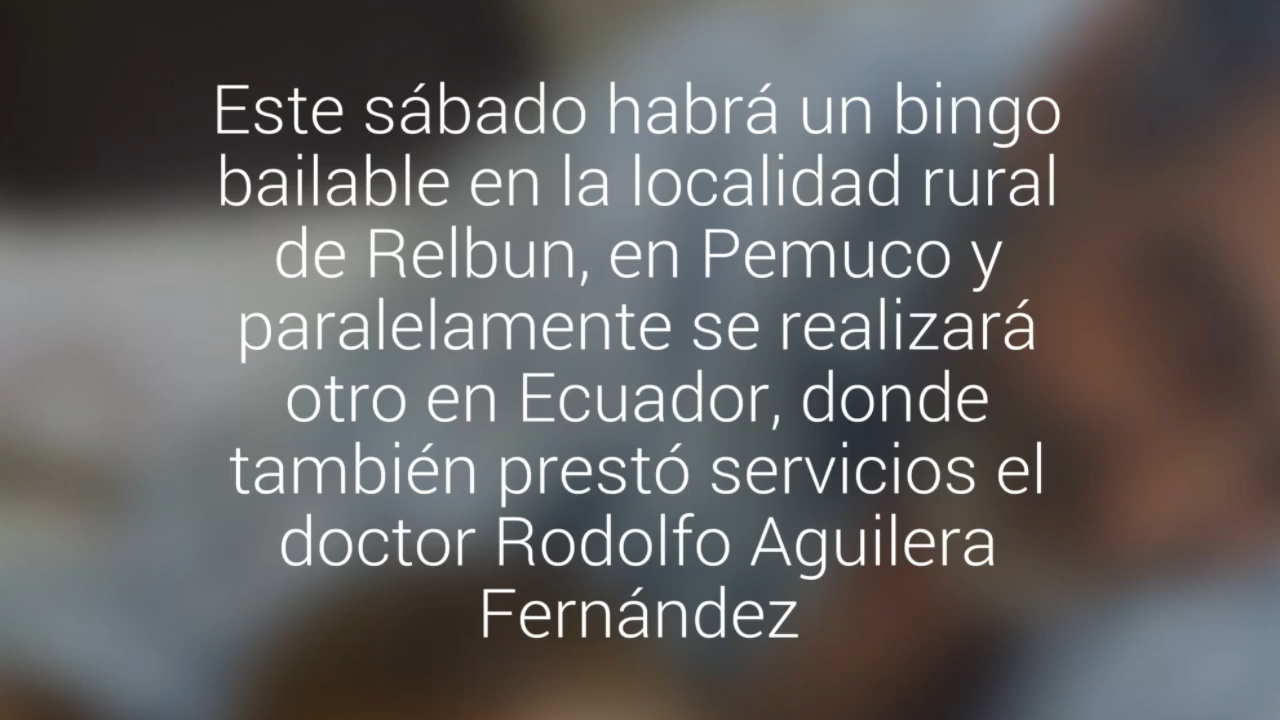 Este sábado habrá un bingo
bailable en la localidad rural
de Relbun, en Pemuco y
paralelamente se realizará
otro en Ecuador, donde
también prestó servicios el
doctor Rodolfo Aguilera
Fernández